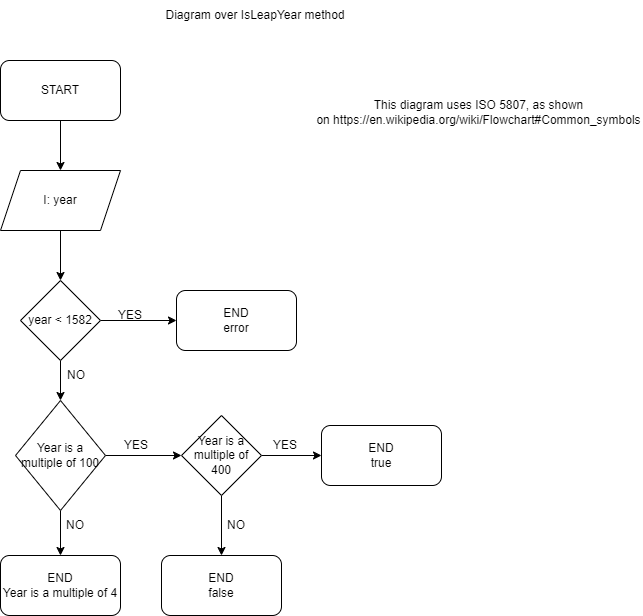 Diagram over IsLeapYear method
START
This diagram uses ISO 5807, as shown
on https://en.wikipedia.org/wiki/Flowchart#Common_symbols
I: year
year < 1582
YES
END
error
NO
Year is a
multiple of 100
YES
Year is a
multiple of
400
YES
END
true
NO
NO
END
Year is a multiple of 4
END
false